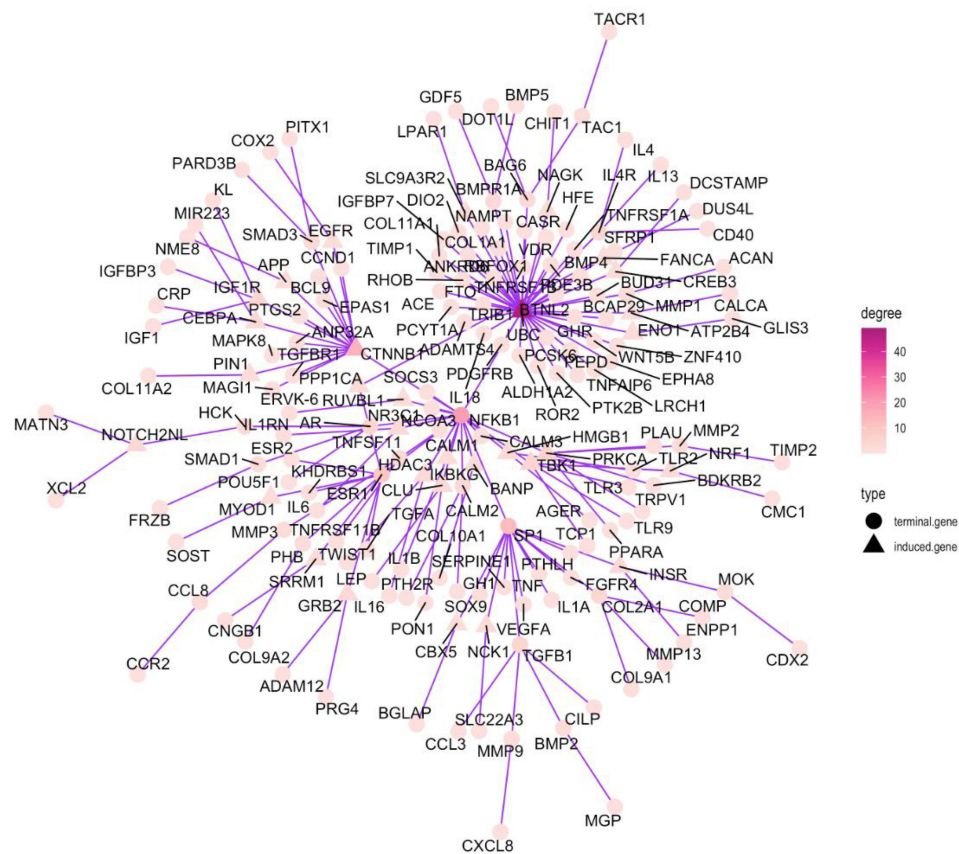 TACR1
GDF5
BMP5
DOT1L
PITX1
LPAR1
CHIT1
TAC1
COX2
IL4
PARD3B
BAG6
NAGK
SLC9A3R2
BMPR1A
IL4R
IL13
DCSTAMP
KL
IGFBP7
DIO2
HFE
MIR223
COL11A1
NAMPT
CASR
TNFRSF1A
DUS4L
SMAD3
EGFR
TIMP1
COL1A1
VDR
SFRP1
CD40
NME8
CCND1
BMP4
FANCA
ACAN
APP
RHOB
IGFBP3
IGF1R
BCL9
FTO
BUD31
CREB3
CRP
PTGS2
EPAS1
ACE
BTNL2
BCAP29
MMP1
CALCA
TRIB1
CEBPA
ANP32A
PCYT1A
UBC
GHR
ENO1
ATP2B4
GLIS3
IGF1
MAPK8
CTNNB1
ADAMTS4
PIN1
TGFBR1
PCSK6
PEPD
WNT5B
ZNF410
COL11A2
PPP1CA
SOCS3
PDGFRB
TNFAIP6
EPHA8
MAGI1
ALDH1A2
PTK2B
ERVK-6
RUVBL1
IL18
ROR2
LRCH1
HCK
IL1RN
AR
NR3C1
NCOA3
NFKB1
MATN3
NOTCH2NL
TNFSF11
CALM1
CALM3
HMGB1
PLAU
MMP2
ESR2
PRKCA
TLR2
NRF1
SMAD1
KHDRBS1
HDAC3
IKBKG
TBK1
TIMP2
POU5F1
ESR1
CLU
BANP
TLR3
BDKRB2
XCL2
MYOD1
IL6
CALM2
TRPV1
CMC1
FRZB
TGFA
AGER
TNFRSF11B
TLR9
MMP3
COL10A1
SP1
TCP1
SOST
PHB
TWIST1
IL1B
SERPINE1
PTHLH
PPARA
SRRM1
INSR
CCL8
LEP
PTH2R
GH1
TNF
FGFR4
MOK
GRB2
IL16
SOX9
IL1A
COL2A1
COMP
CNGB1
PON1
VEGFA
ENPP1
COL9A2
CBX5
NCK1
TGFB1
MMP13
CDX2
CCR2
ADAM12
COL9A1
PRG4
BGLAP
SLC22A3
CILP
CCL3
MMP9
BMP2
MGP
CXCL8
degree
40
30
20
10
type
terminal.gene
induced.gene